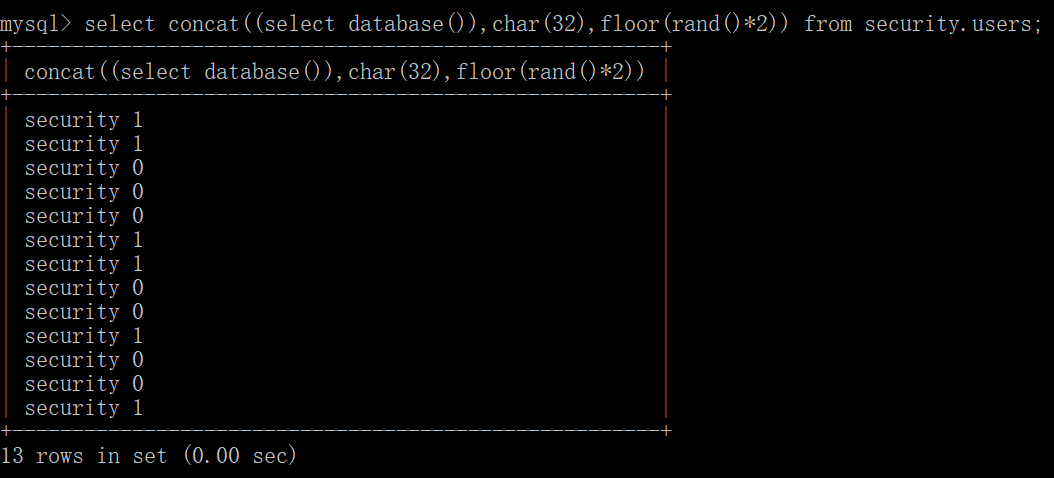 mysql> select concat((select database()),char(32),floor(rand()*2)) from security.users;
+------------------------------------------------------+
| concat((select database()),char(32),floor(rand()*2)) |
+------------------------------------------------------+
| security 1 |
| security 1 |
| security 0 |
| security 0 |
| security 0 |
| security 1 |
| security 1 |
| security 0 |
| security 0 |
| security 1 |
| security 0 |
| security 0 |
| security 1 |
+------------------------------------------------------+
13 rows in set (0.00 sec)